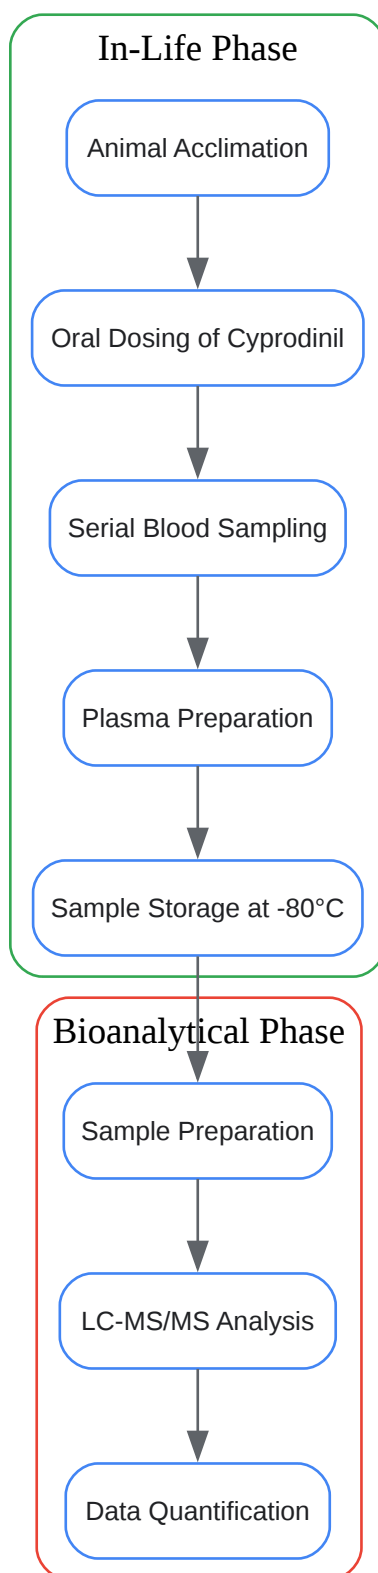 In-Life Phase
Animal Acclimation
Oral Dosing of Cyprodinil
Serial Blood Sampling
Plasma Preparation
Sample Storage at -80°C
Bioanalytical Phase
Sample Preparation
LC-MS/MS Analysis
Data Quantification